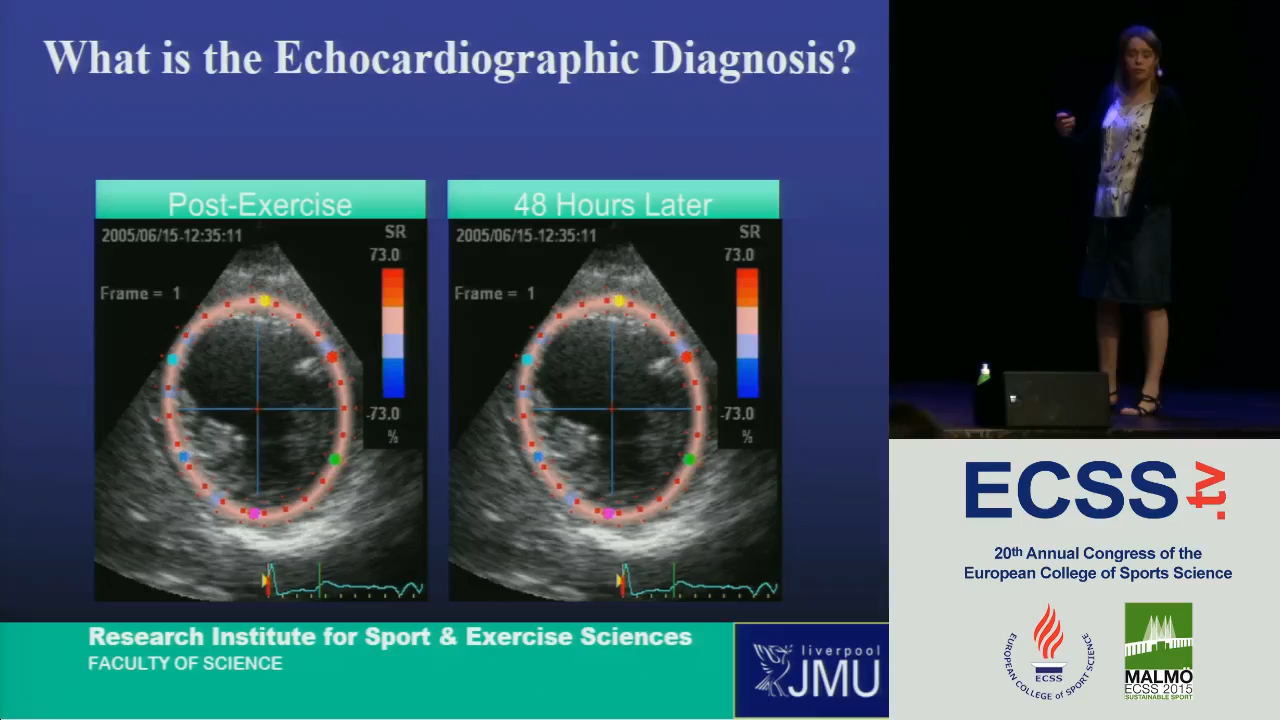 What is the Echocardiographic Diagnosis?
Post-Exercise
2005/06/15-12:35:11
SR
73.0
Frame = 1
-73.0
%
48 Hours Later
2005/06/15-12:35:11
SR
73.0
Frame = 1
-73.0
%
Research Institute for Sport & Exercise Sciences
FACULTY OF SCIENCE
liverpool
JMU
ECSS.tv
20th Annual Congress of the
European College of Sports Science
EUROPEAN COLLEGE OF SPORT SCIENCE
ECSS
MALMÖ
ECSS 2015
SUSTAINABLE SPORT